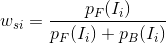 w_{si} = \frac{p_F(I_i)}{p_F(I_i) + p_B(I_i)}